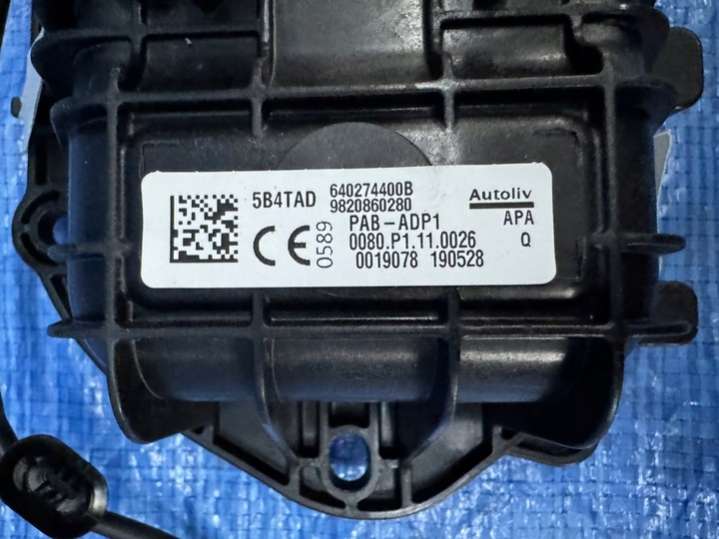 5B4TAD
640274400B
9820860280
CE 0589
PAB-ADP1
0080.P1.11.0026
0019078 190528
Autoliv
APA
Q